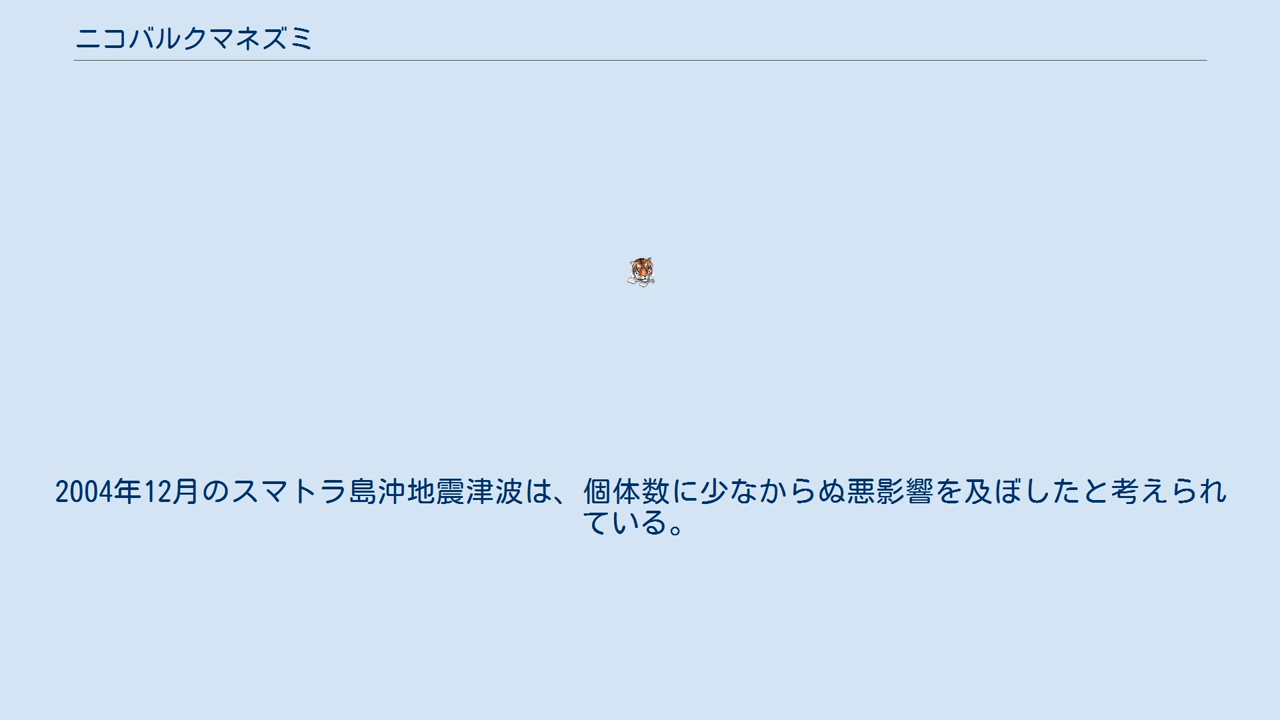 ニコバルクマネズミ
2004年12月のスマトラ島沖地震津波は、個体数に少なからぬ悪影響を及ぼしたと考えられ
ている。